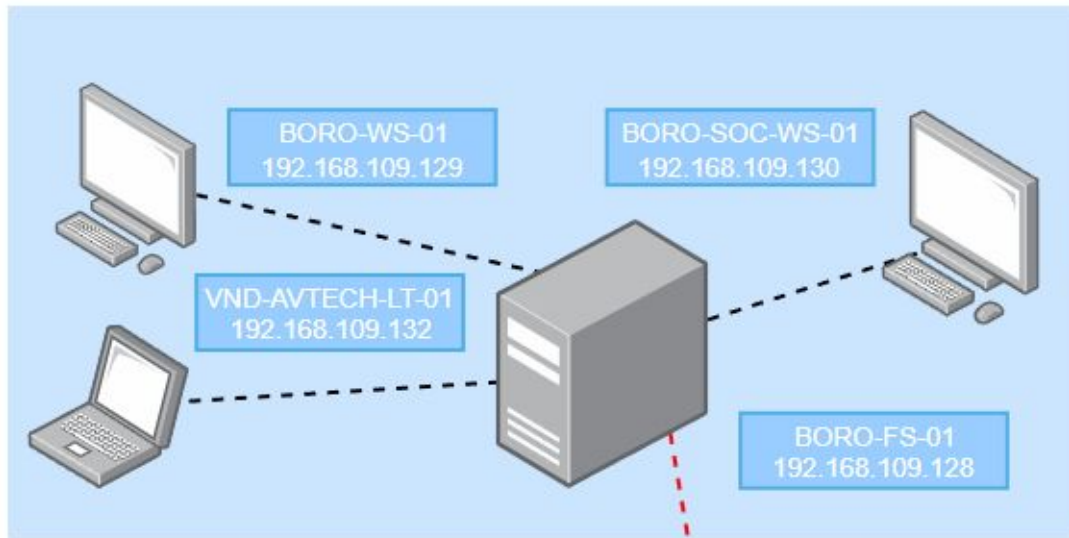 BORO-WS-01
192.168.109.129
BORO-SOC-WS-01
192.168.109.130
VND-AVTECH-LT-01
192.168.109.132
BORO-FS-01
192.168.109.128